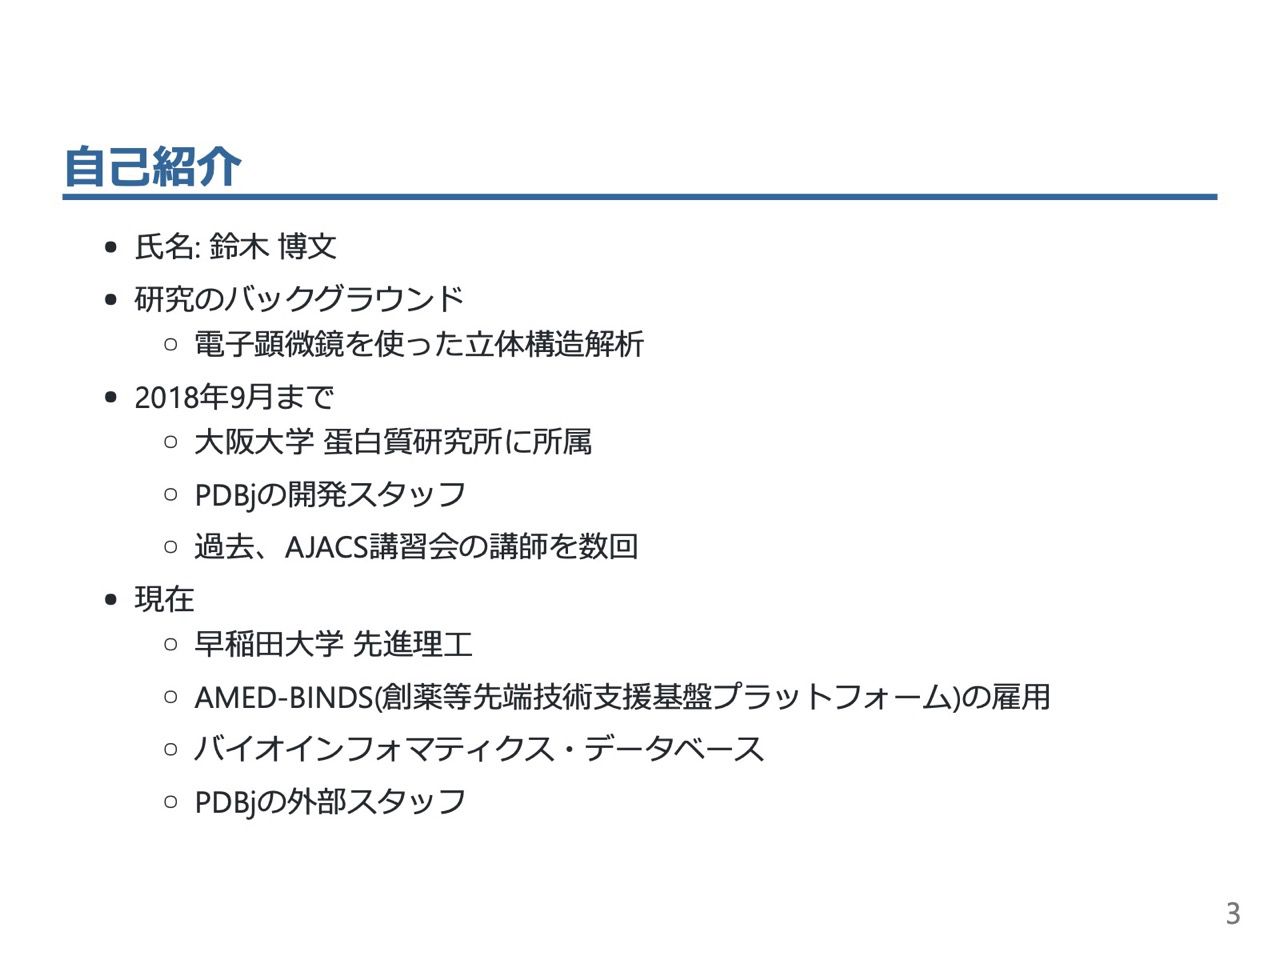 自己紹介
氏名: 鈴木 博文
研究のバックグラウンド
電子顕微鏡を使った立体構造解析
2018年9月まで
大阪大学 蛋白質研究所に所属
PDBjの開発スタッフ
過去、AJACS講習会の講師を数回
現在
早稲田大学 先進理工
AMED-BINDS(創薬等先端技術支援基盤プラットフォーム)の雇用
バイオインフォマティクス・データベース
PDBjの外部スタッフ
3